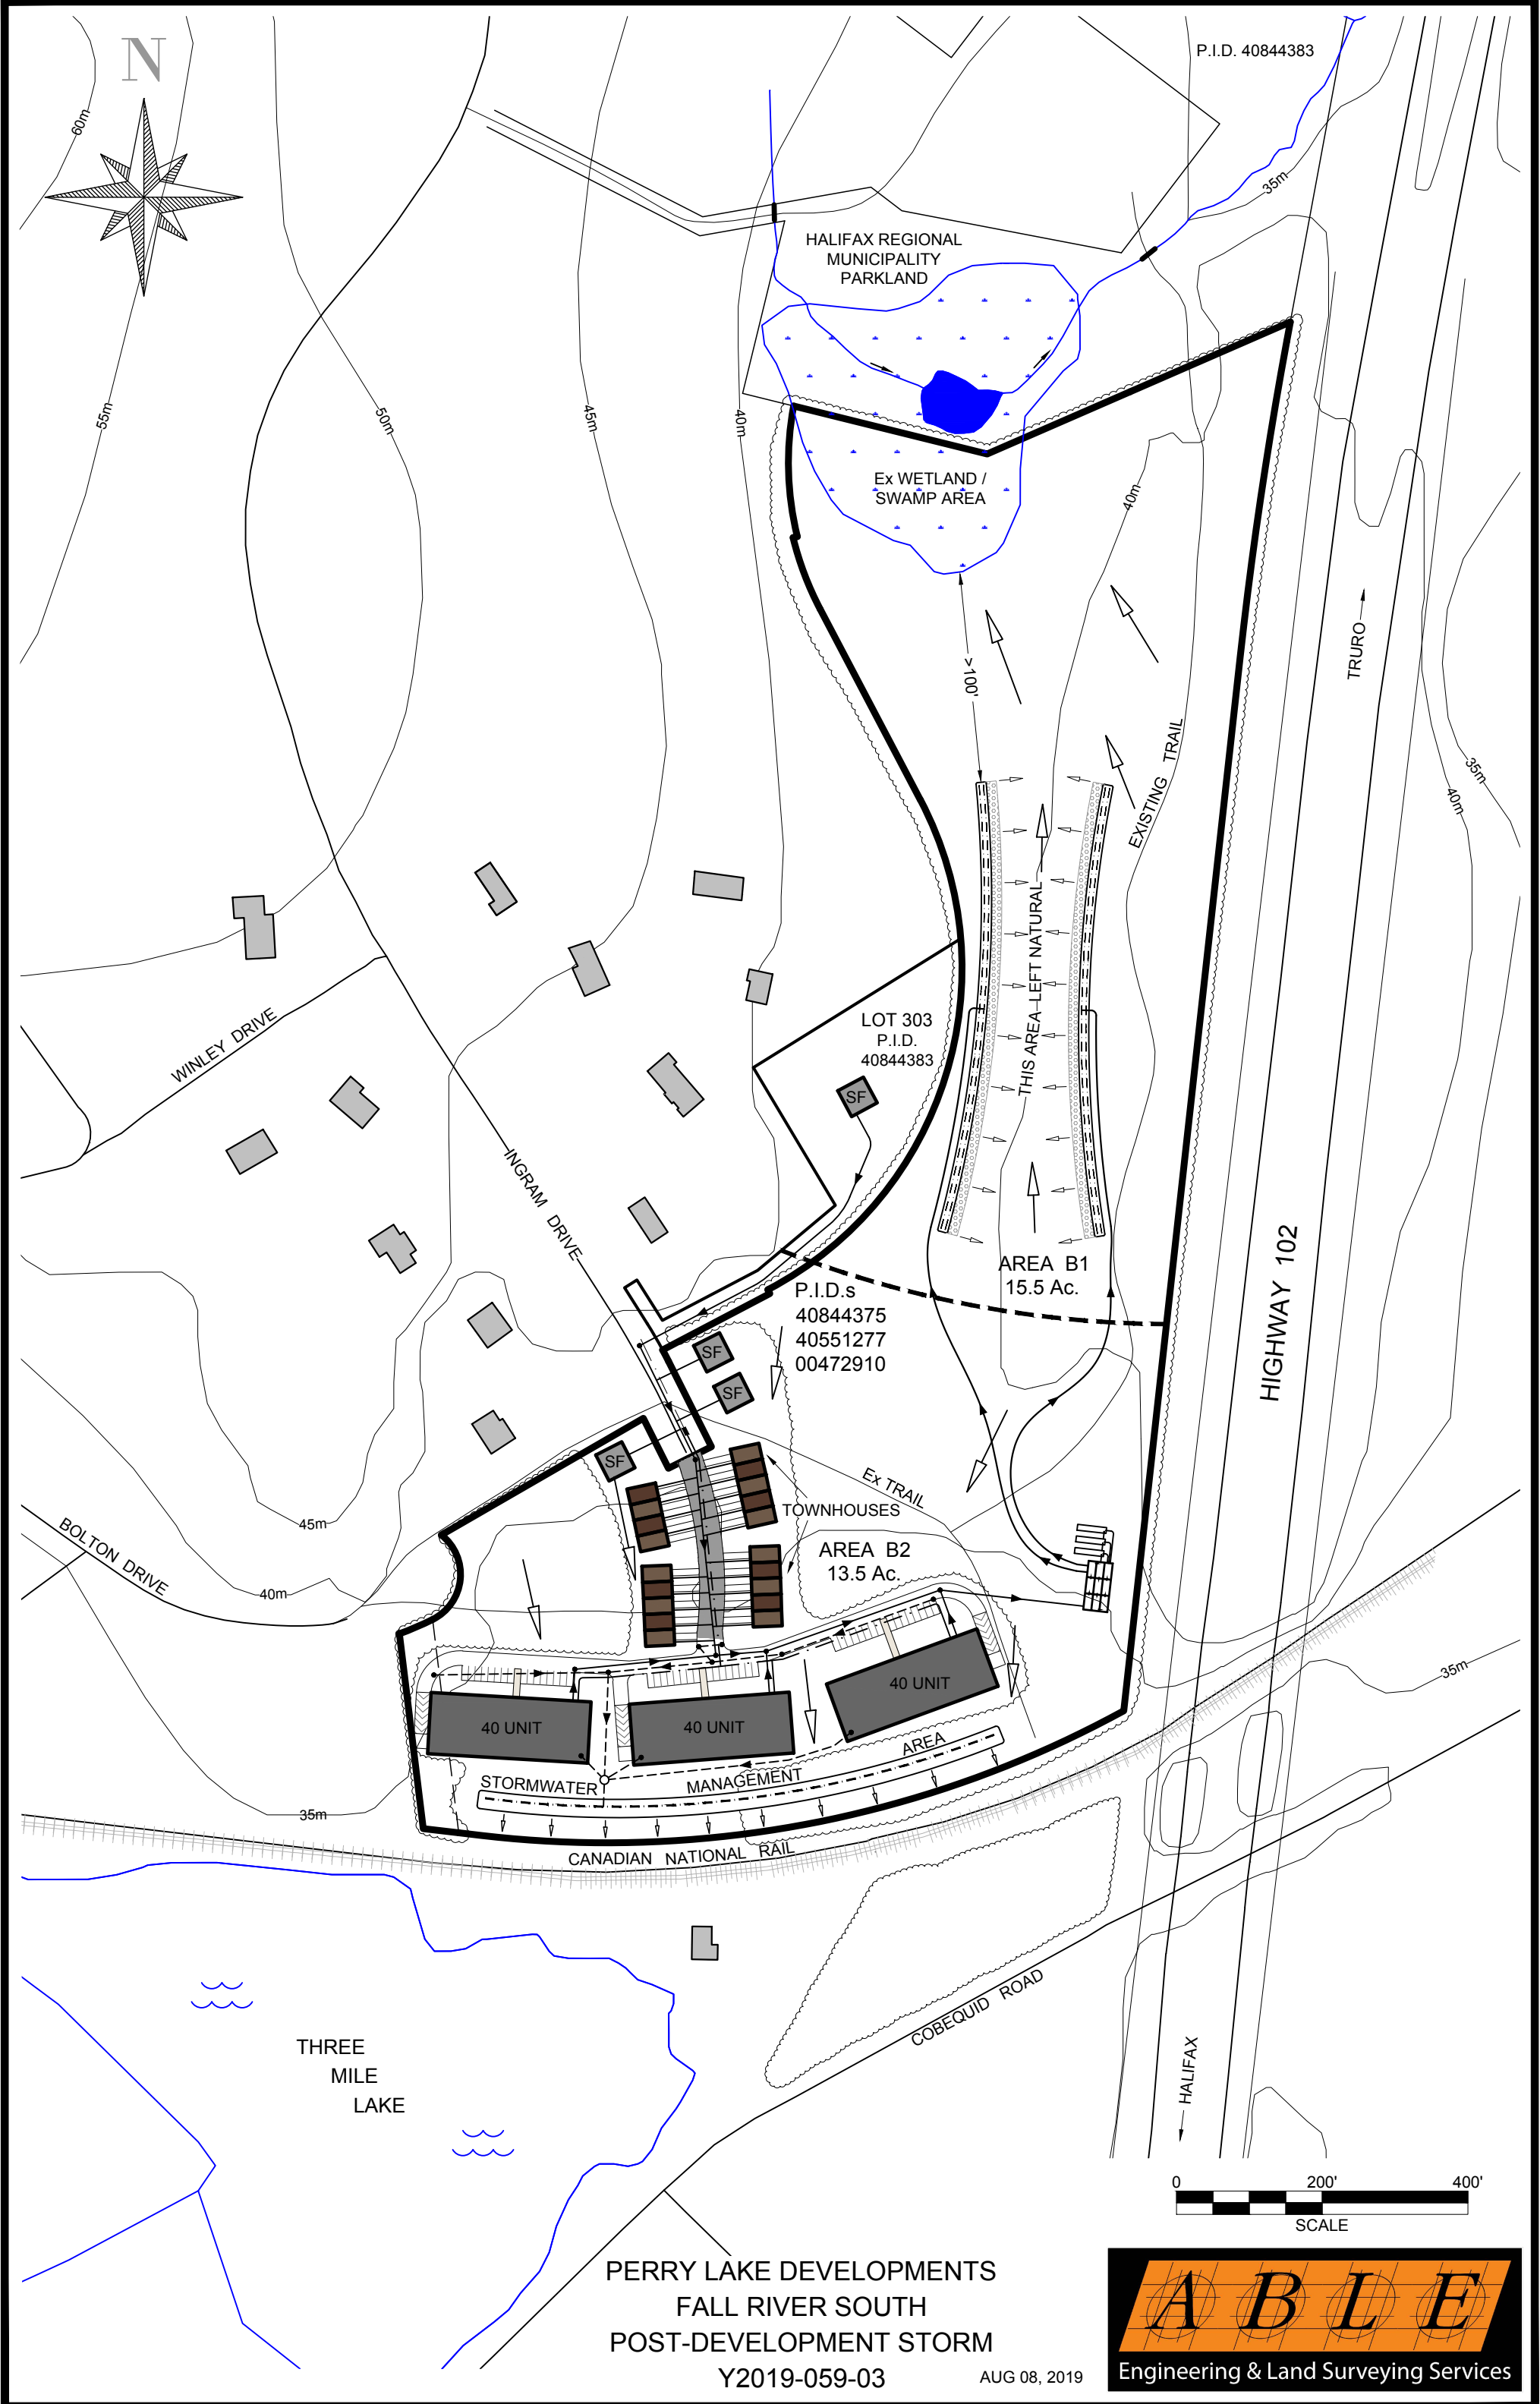 N
P.I.D. 40844383
60m
35m
HALIFAX REGIONAL
MUNICIPALITY
PARKLAND
55m
50m
45m
40m
Ex WETLAND /
SWAMP AREA
40m
>100'
TRURO
EXISTING TRAIL
35m
40m
THIS AREA LEFT NATURAL
LOT 303
P.I.D.
40844383
SF
WINLEY DRIVE
INGRAM DRIVE
AREA B1
15.5 Ac.
P.I.D.s
40844375
40551277
00472910
HIGHWAY 102
SF
SF
SF
Ex TRAIL
TOWNHOUSES
45m
BOLTON DRIVE
AREA B2
13.5 Ac.
40m
35m
40 UNIT
40 UNIT
40 UNIT
STORMWATER MANAGEMENT AREA
35m
CANADIAN NATIONAL RAIL
COBEQUID ROAD
THREE
MILE
LAKE
HALIFAX
0 200' 400'
SCALE
PERRY LAKE DEVELOPMENTS
FALL RIVER SOUTH
POST-DEVELOPMENT STORM
Y2019-059-03
AUG 08, 2019
ABLE
Engineering & Land Surveying Services